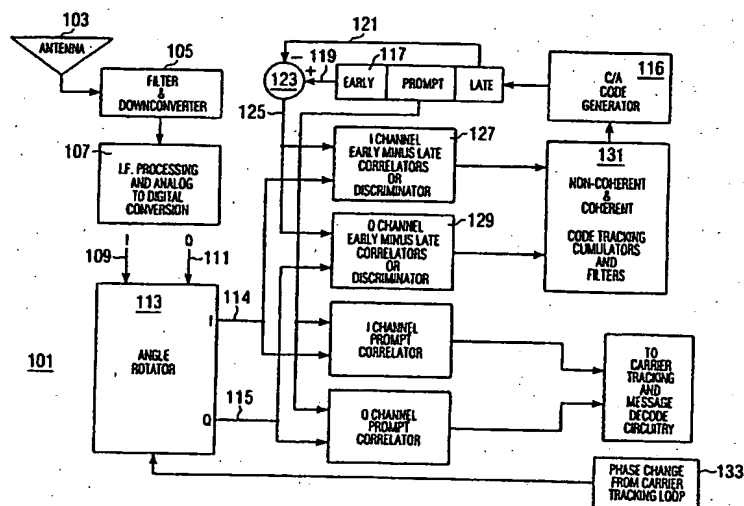 103
ANTENNA
105
FILTER
&
DOWNCONVERTER
107
I.F. PROCESSING
AND ANALOG
TO DIGITAL
CONVERSION
I
Q
109
111
113
ANGLE
ROTATOR
I
Q
114
115
101
121
119
117
−
+
123
125
EARLY
PROMPT
LATE
C/A
CODE
GENERATOR
116
I CHANNEL
EARLY MINUS LATE
CORRELATORS
OR
DISCRIMINATOR
127
Q CHANNEL
EARLY MINUS LATE
CORRELATORS
OR
DISCRIMINATOR
129
131
NON-COHERENT
&
COHERENT
CODE TRACKING
CUMULATORS
AND
FILTERS
I CHANNEL
PROMPT
CORRELATOR
Q CHANNEL
PROMPT
CORRELATOR
TO
CARRIER
TRACKING
AND
MESSAGE
DECODE
CIRCUITRY
PHASE CHANGE
FROM CARRIER
TRACKING LOOP
133